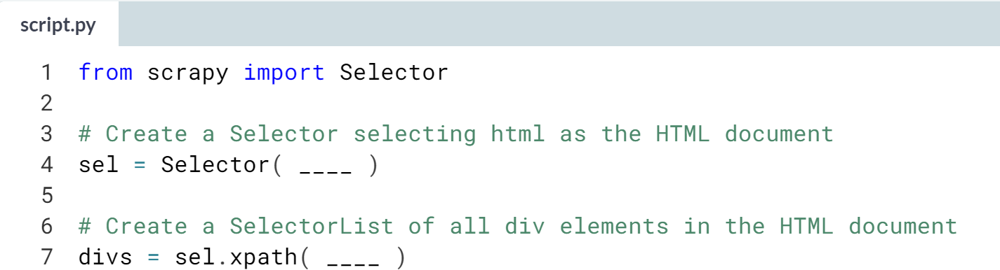 script.py
1 from scrapy import Selector
2
3 # Create a Selector selecting html as the HTML document
4 sel = Selector( ____ )
5
6 # Create a SelectorList of all div elements in the HTML document
7 divs = sel.xpath( ____ )